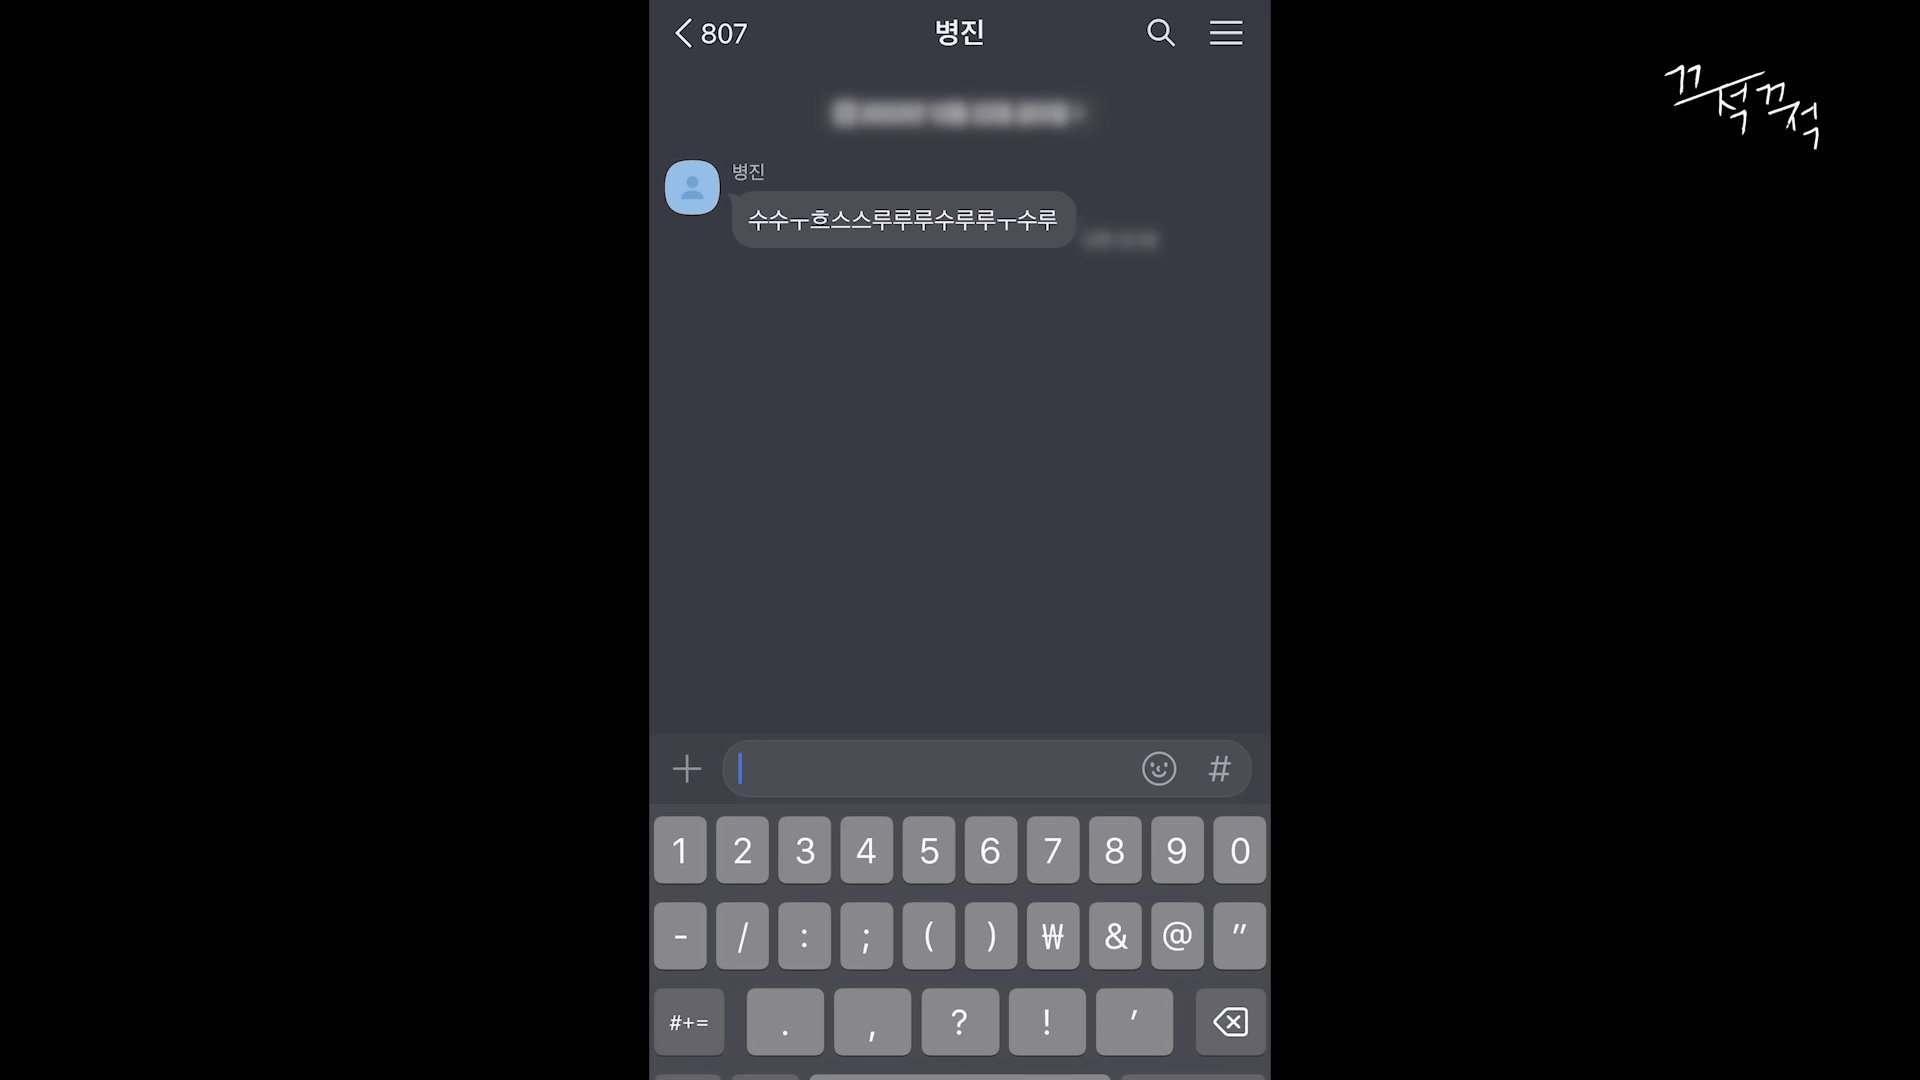 807
병진
끄적끄적
병진
수수ㅜ흐스스루루루수루루ㅜ수루
#
1 2 3 4 5 6 7 8 9 0
- / : ; ( ) ₩ & @ "
#+= . , ? ! '